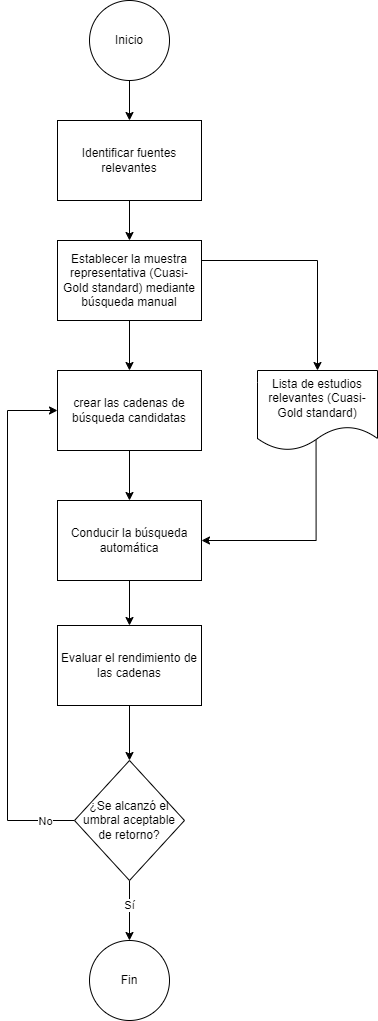 Inicio
Identificar fuentes
relevantes
Establecer la muestra
representativa (Cuasi-
Gold standard) mediante
búsqueda manual
Lista de estudios
relevantes (Cuasi-
Gold standard)
crear las cadenas de
búsqueda candidatas
Conducir la búsqueda
automática
Evaluar el rendimiento de
las cadenas
¿Se alcanzó el
umbral aceptable
de retorno?
No
Sí
Fin